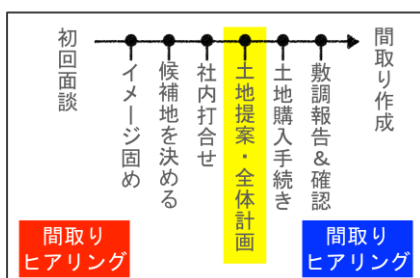 初回面談
イメージ固め
候補地を決める
社内打合せ
土地提案・全体計画
土地購入手続き
敷調報告&確認
間取り作成
間取り
ヒアリング
間取り
ヒアリング